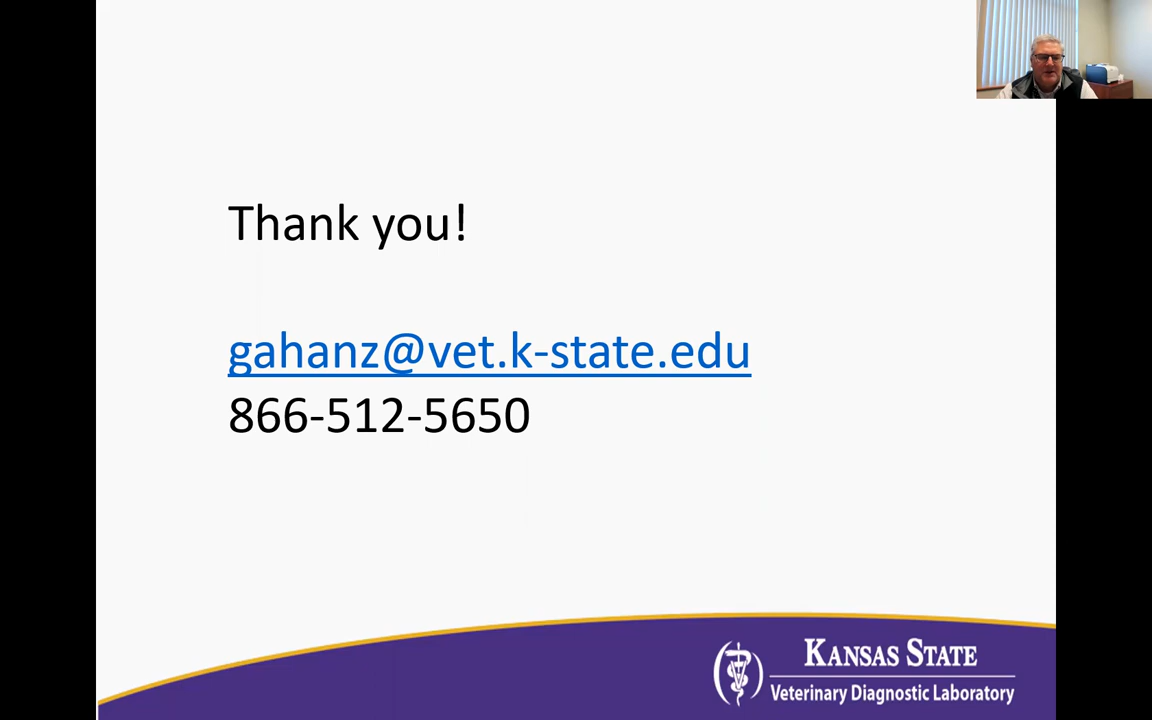 Thank you!
gahanz@vet.k-state.edu
866-512-5650
KANSAS STATE
Veterinary Diagnostic Laboratory